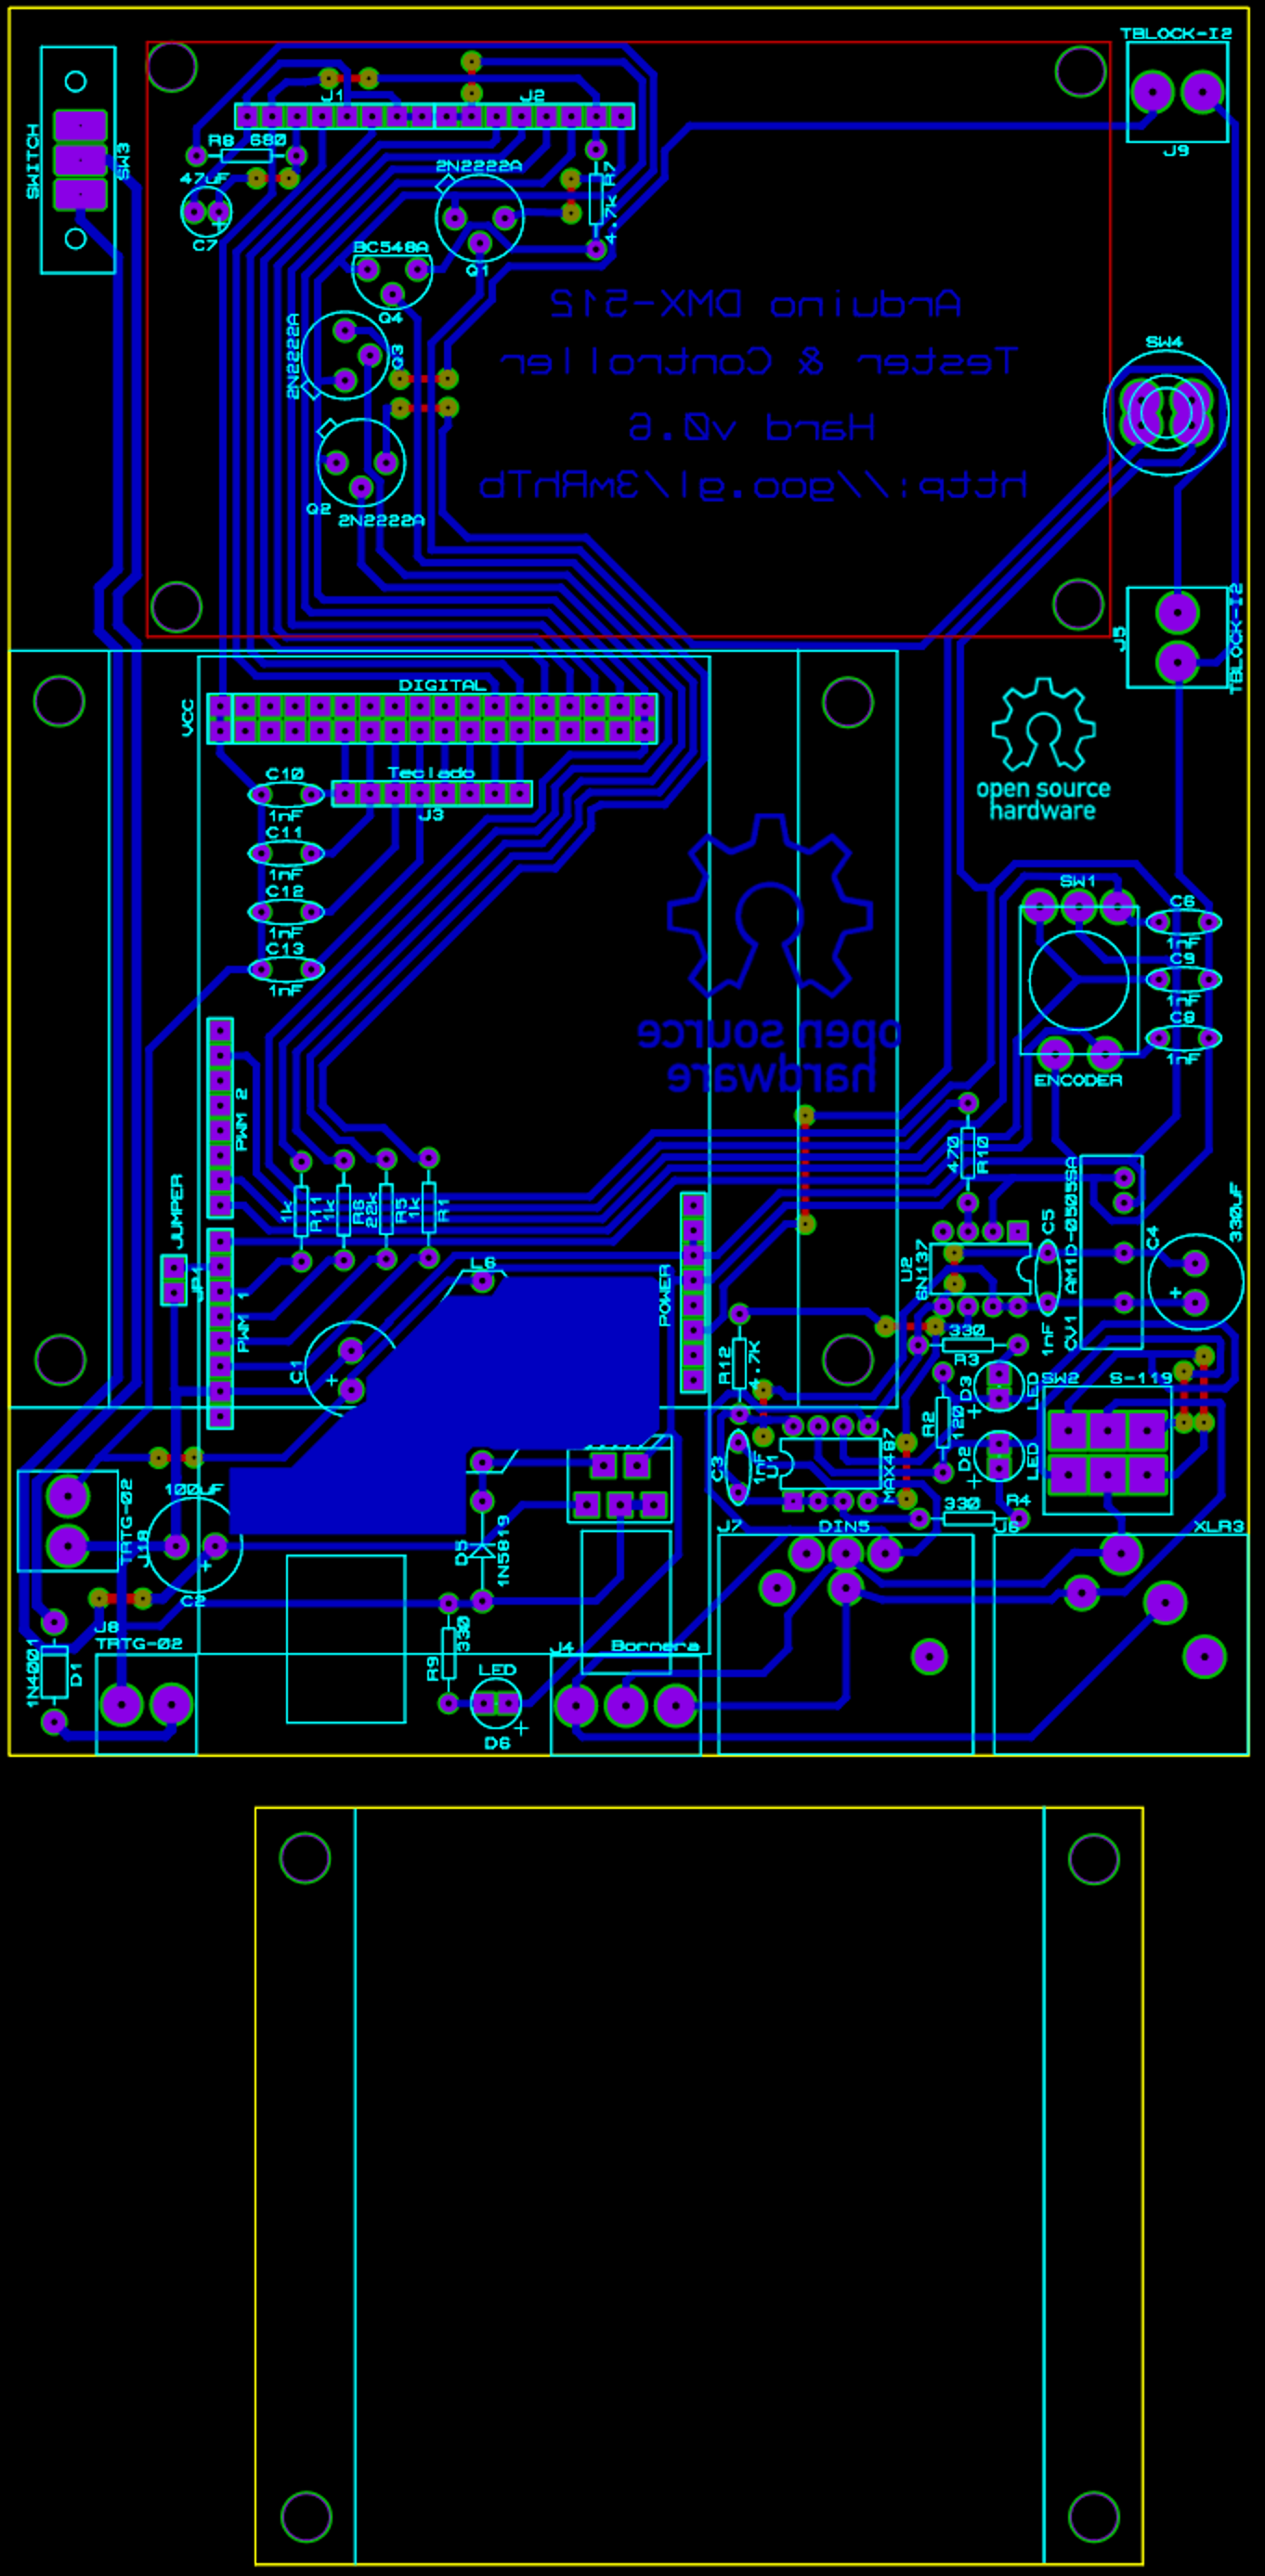 TBLOCK-I2
J1
J2
SWITCH
SW3
R8 680
47uF
C7
2N2222A
Q1
R7
4.7k
J9
BC548A
Q4
Arduino DMX-512
Tester & Controller
Hard v0.6
http://goo.gl/3mRhTb
2N2222A
Q3
SW4
Q2
2N2222A
J5
TBLOCK-I2
DIGITAL
VCC
Teclado
J3
C10
1nF
C11
1nF
C12
1nF
C13
1nF
open source
hardware
open source
hardware
SW1
C6
1nF
C9
1nF
C8
1nF
ENCODER
PWM 2
JUMPER
JP1
PWM 1
1k
R11
1k
R6
22k
R5
1k
R1
L6
C1
POWER
470
R10
U2
6N137
C5
1nF
AM1D-0505SA
CV1
C4
330uF
R12
4.7K
330
R3
D3
LED
R2
120
D2
LED
SW2
S-119
C3
1nF
U1
MAX487
330
R4
TRTG-02
J18
100uF
C2
D5
1N5819
J7
DIN5
J6
XLR3
J8
TRTG-02
1N4001
D1
R9
330
LED
D6
J4
Bornera